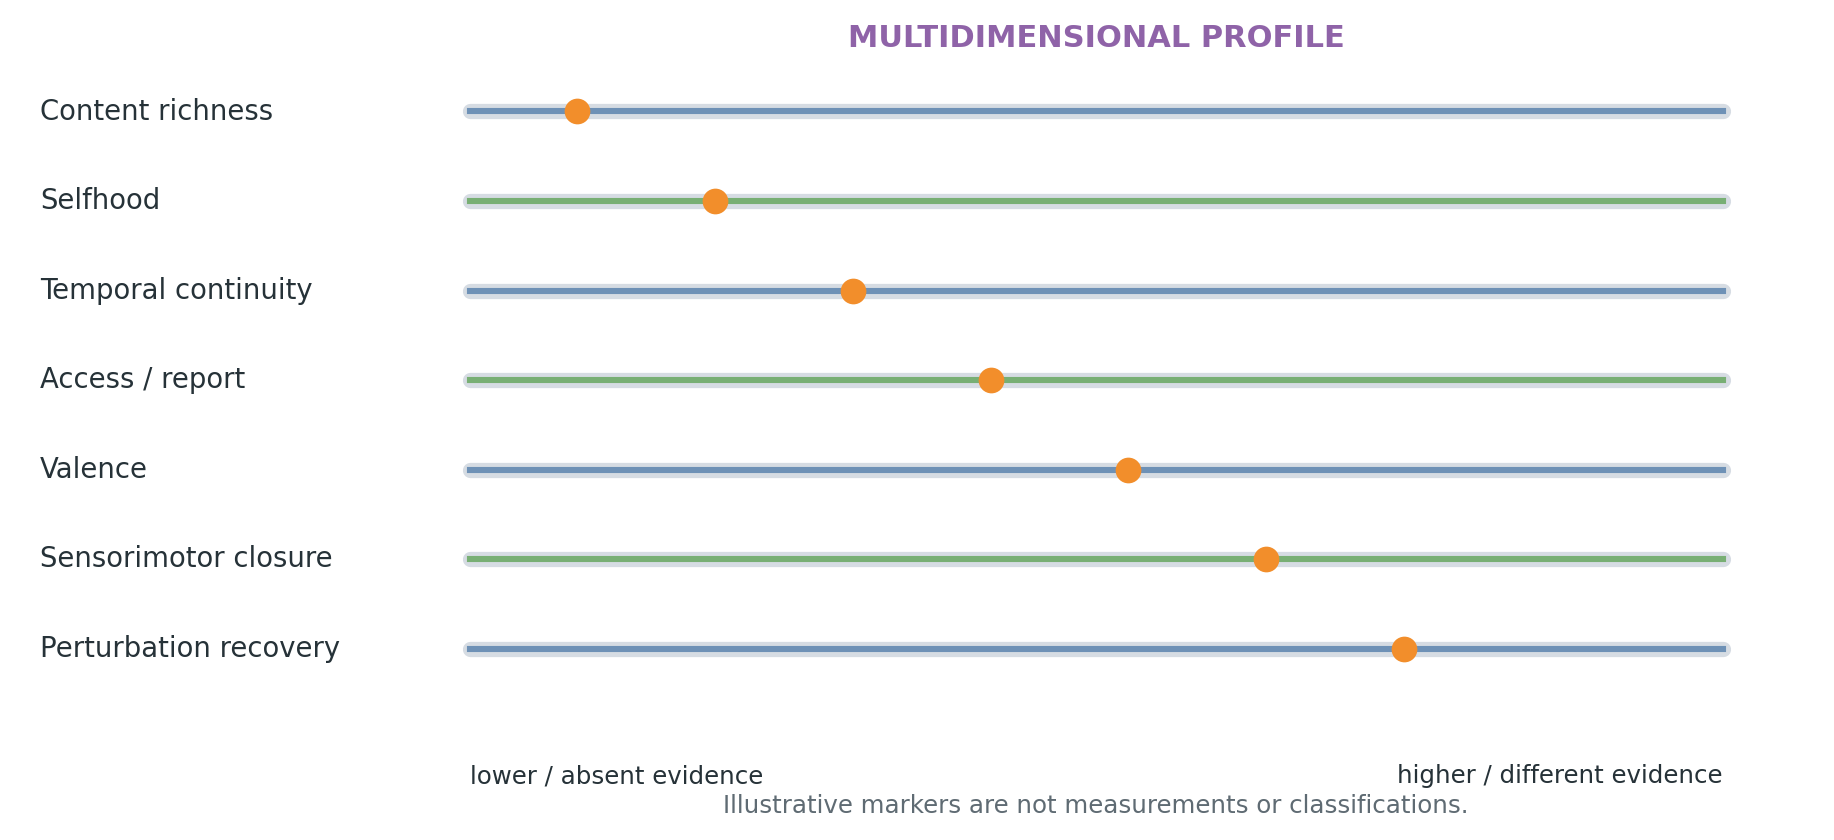 MULTIDIMENSIONAL PROFILE
Content richness
Selfhood
Temporal continuity
Access / report
Valence
Sensorimotor closure
Perturbation recovery
lower / absent evidence
higher / different evidence
Illustrative markers are not measurements or classifications.